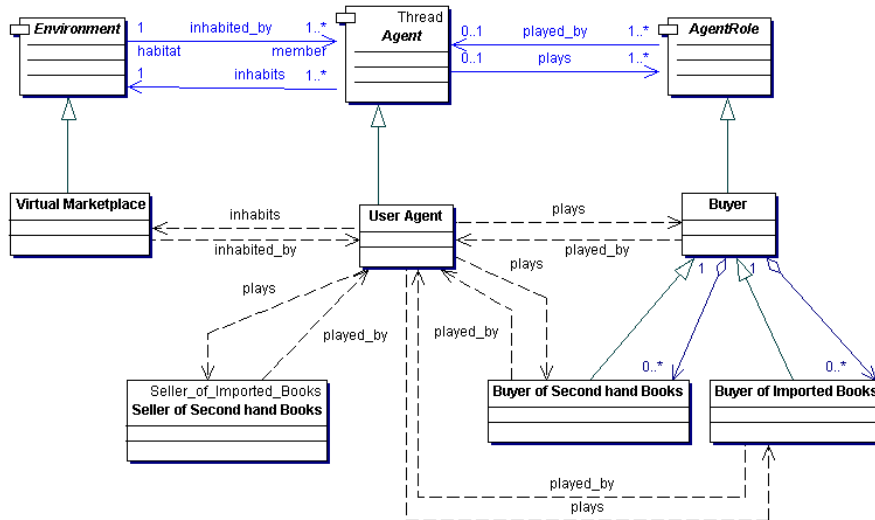 Environment
1
inhabited_by
1..*
habitat
member
1
inhabits
1..*
Thread
Agent
0..1
played_by
1..*
0..1
plays
1..*
AgentRole
Virtual Marketplace
inhabits
inhabited_by
User Agent
plays
played_by
Buyer
plays
played_by
plays
played_by
1
1
0..*
0..*
Seller_of_Imported_Books
Seller of Second hand Books
Buyer of Second hand Books
Buyer of Imported Books
played_by
plays